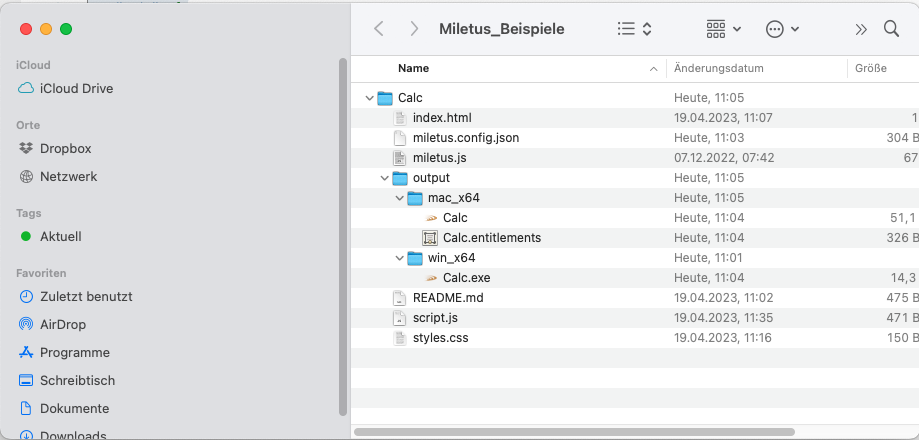 Miletus_Beispiele
iCloud
iCloud Drive
Orte
Dropbox
Netzwerk
Tags
Aktuell
Favoriten
Zuletzt benutzt
AirDrop
Programme
Schreibtisch
Dokumente
Downloads
Name Änderungsdatum Größe
Calc Heute, 11:05
index.html 19.04.2023, 11:07 1
miletus.config.json Heute, 11:03 304 B
miletus.js 07.12.2022, 07:42 67
output Heute, 11:05
mac_x64 Heute, 11:05
Calc Heute, 11:04 51,1
Calc.entitlements Heute, 11:04 326 B
win_x64 Heute, 11:01
Calc.exe Heute, 11:04 14,3
README.md 19.04.2023, 11:02 475 B
script.js 19.04.2023, 11:35 471 B
styles.css 19.04.2023, 11:16 150 B